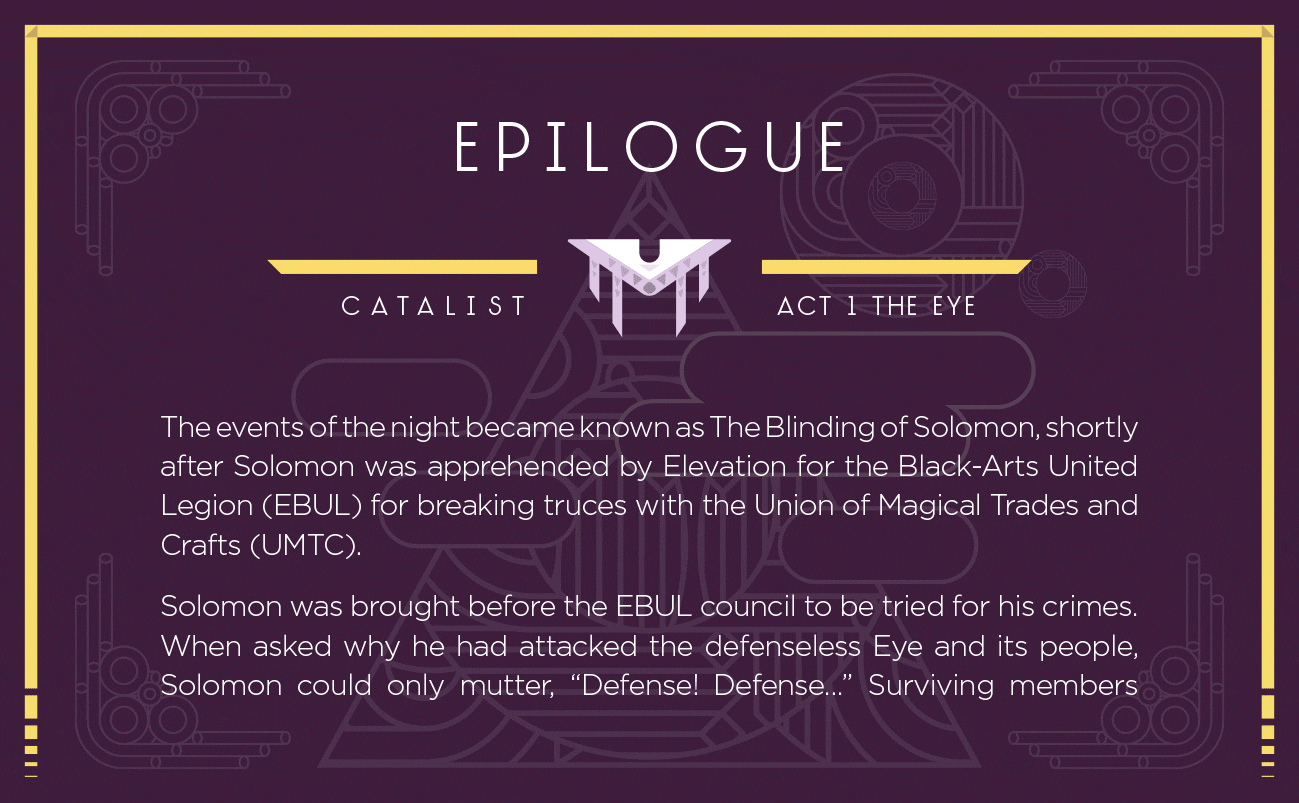 EPILOGUE
CATALIST
ACT 1 THE EYE
The events of the night became known as The Blinding of Solomon, shortly
after Solomon was apprehended by Elevation for the Black-Arts United
Legion (EBUL) for breaking truces with the Union of Magical Trades and
Crafts (UMTC).
Solomon was brought before the EBUL council to be tried for his crimes.
When asked why he had attacked the defenseless Eye and its people,
Solomon could only mutter, “Defense! Defense...” Surviving members